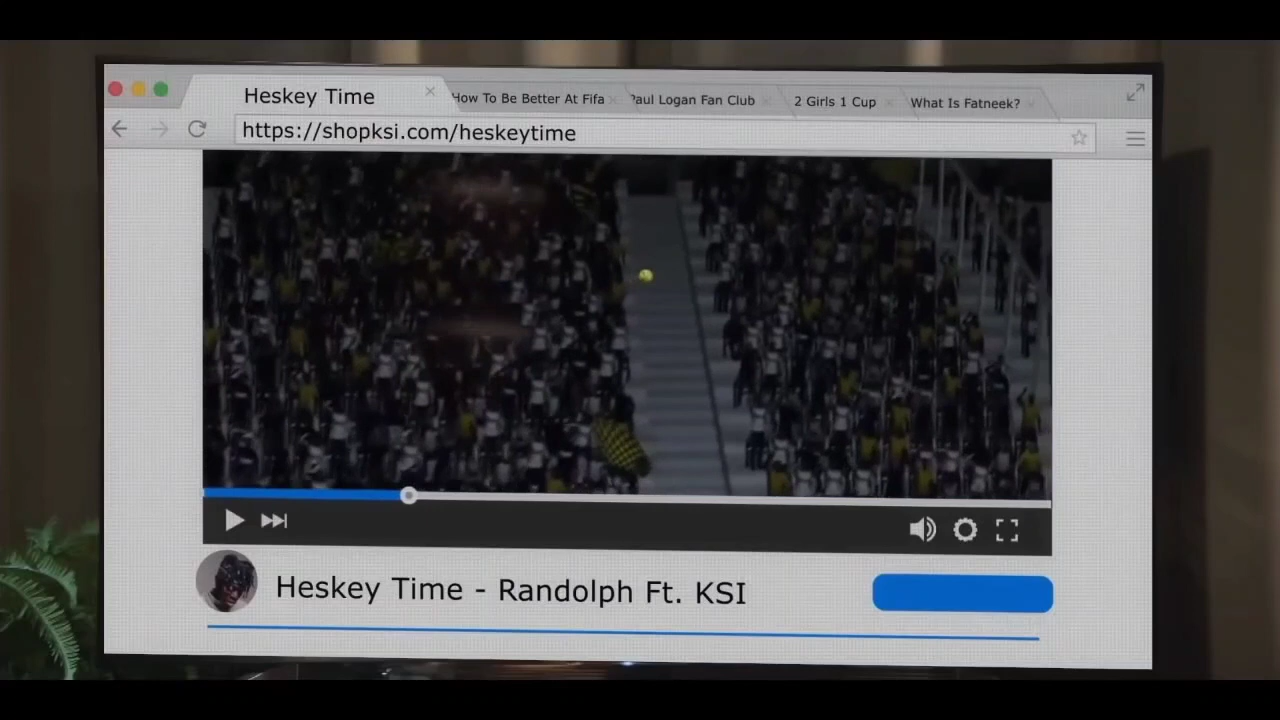 Heskey Time
How To Be Better At Fifa
Paul Logan Fan Club
2 Girls 1 Cup
What Is Fatneek?
https://shopksi.com/heskeytime
Heskey Time - Randolph Ft. KSI